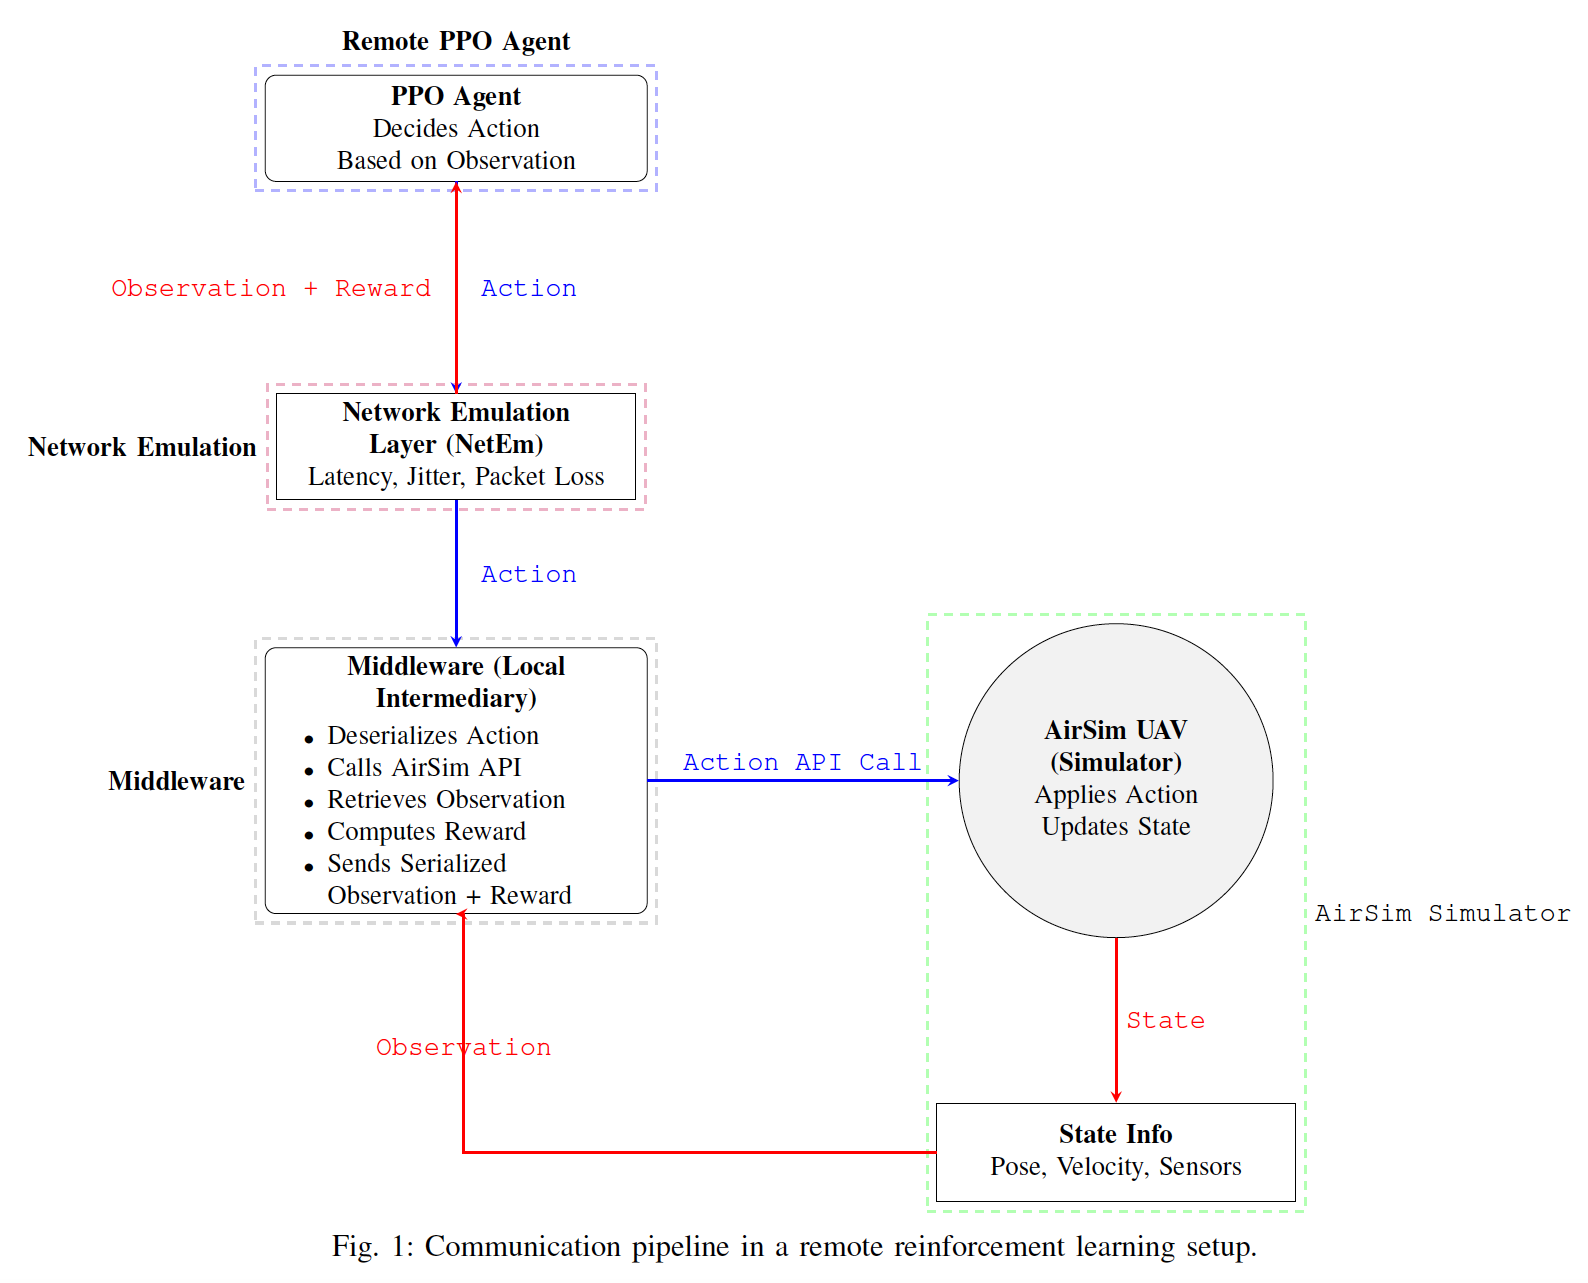 Remote PPO Agent
PPO Agent
Decides Action
Based on Observation
Observation + Reward
Action
Network Emulation
Network Emulation
Layer (NetEm)
Latency, Jitter, Packet Loss
Action
Middleware
Middleware (Local
Intermediary)
• Deserializes Action
• Calls AirSim API
• Retrieves Observation
• Computes Reward
• Sends Serialized
Observation + Reward
Action API Call
AirSim UAV
(Simulator)
Applies Action
Updates State
AirSim Simulator
State
Observation
State Info
Pose, Velocity, Sensors
Fig. 1: Communication pipeline in a remote reinforcement learning setup.